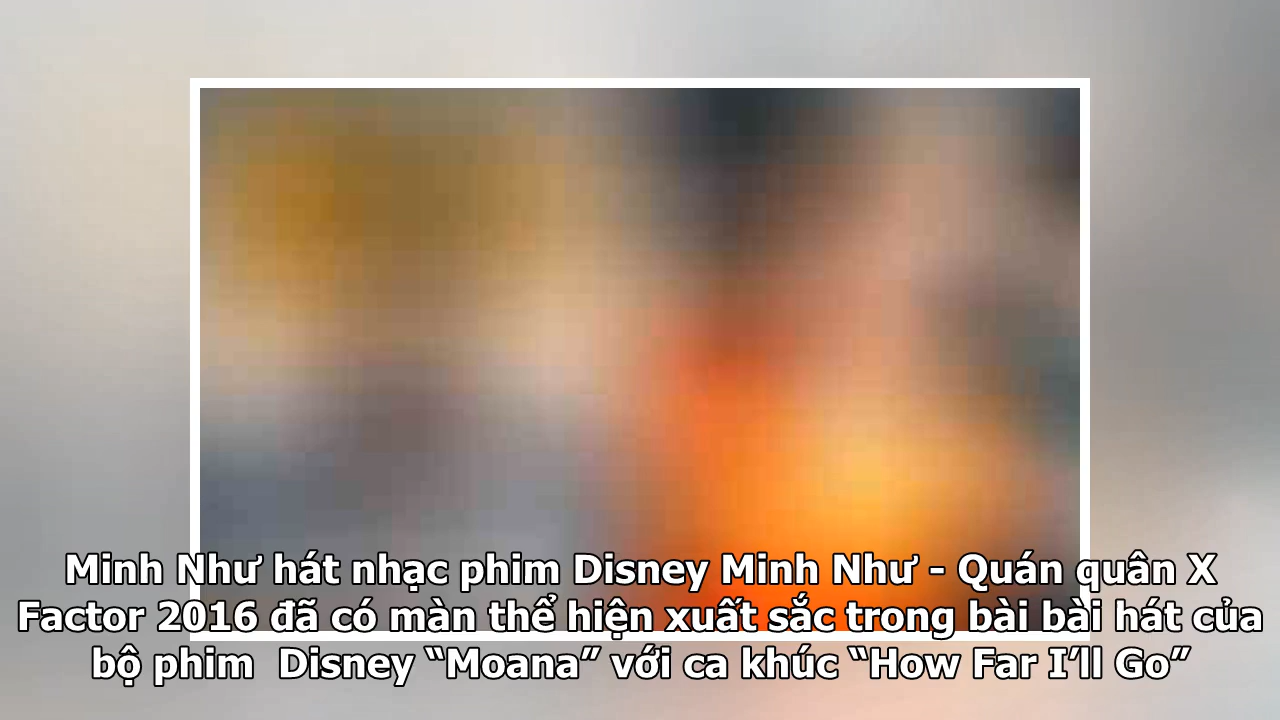 Minh Như hát nhạc phim Disney Minh Như - Quán quân X
Factor 2016 đã có màn thể hiện xuất sắc trong bài bài hát của
bộ phim  Disney “Moana” với ca khúc “How Far I’ll Go”